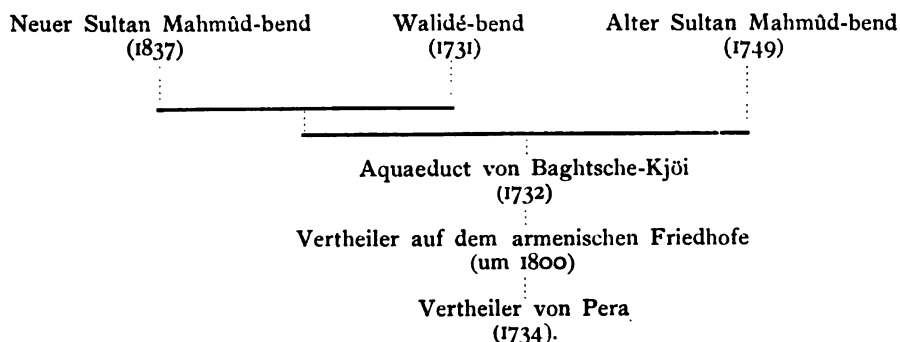 Neuer Sultan Mahmûd-bend Walidé-bend Alter Sultan Mahmûd-bend
(1837) (1731) (1749)
Aquaeduct von Baghtsche-Kjöi
(1732)
Vertheiler auf dem armenischen Friedhofe
(um 1800)
Vertheiler von Pera
(1734).